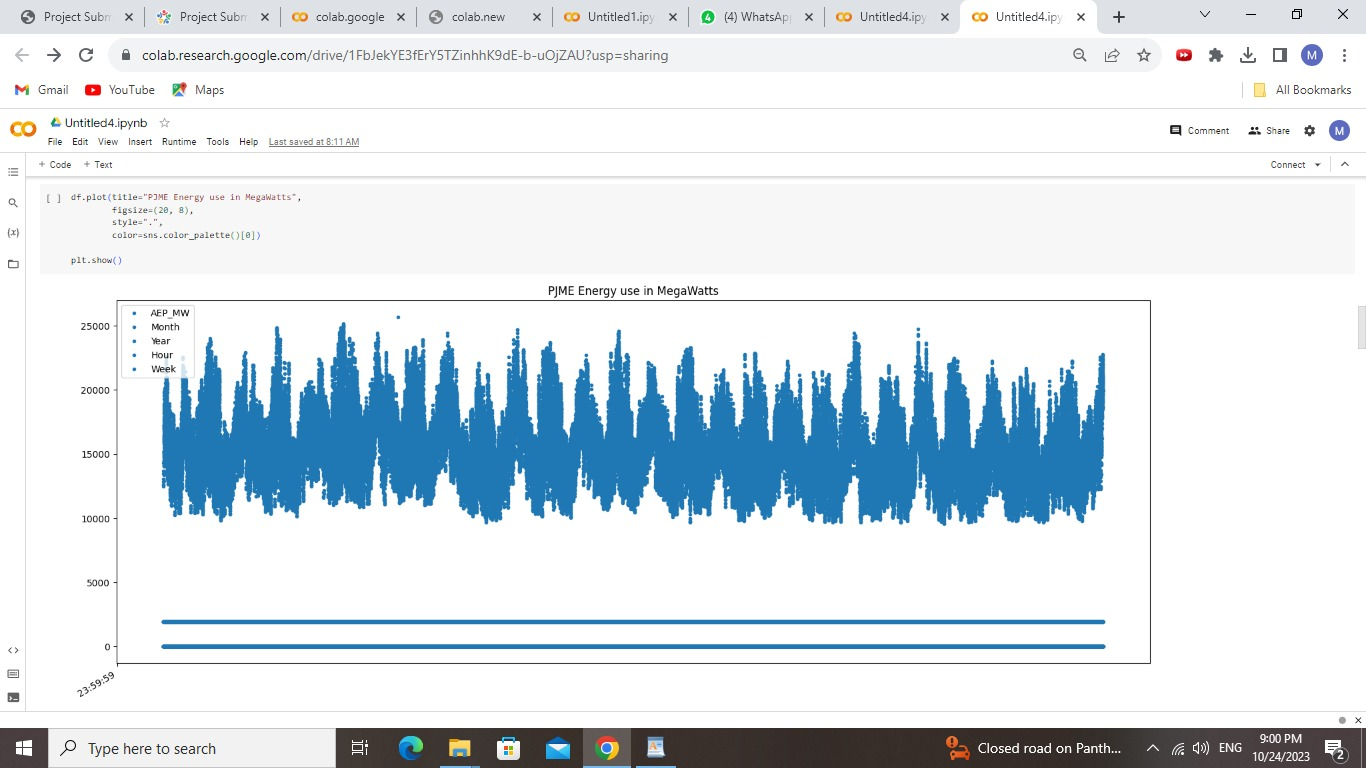 Project Subm
Project Subm
colab.google
colab.new
Untitled1.ipy
(4) WhatsAp
Untitled4.ipy
Untitled4.ipy
colab.research.google.com/drive/1FbJekYE3fErY5TZinhhK9dE-b-uOjZAU?usp=sharing
M
Gmail
YouTube
Maps
All Bookmarks
Untitled4.ipynb
File Edit View Insert Runtime Tools Help Last saved at 8:11 AM
Comment
Share
M
+ Code + Text
Connect
[ ] df.plot(title="PJME Energy use in MegaWatts",
figsize=(20, 8),
style=".",
color=sns.color_palette()[0])
plt.show()
PJME Energy use in MegaWatts
AEP_MW
Month
Year
Hour
Week
25000
20000
15000
10000
5000
0
23:59:59
Type here to search
Closed road on Panth...
ENG
9:00 PM
10/24/2023
2